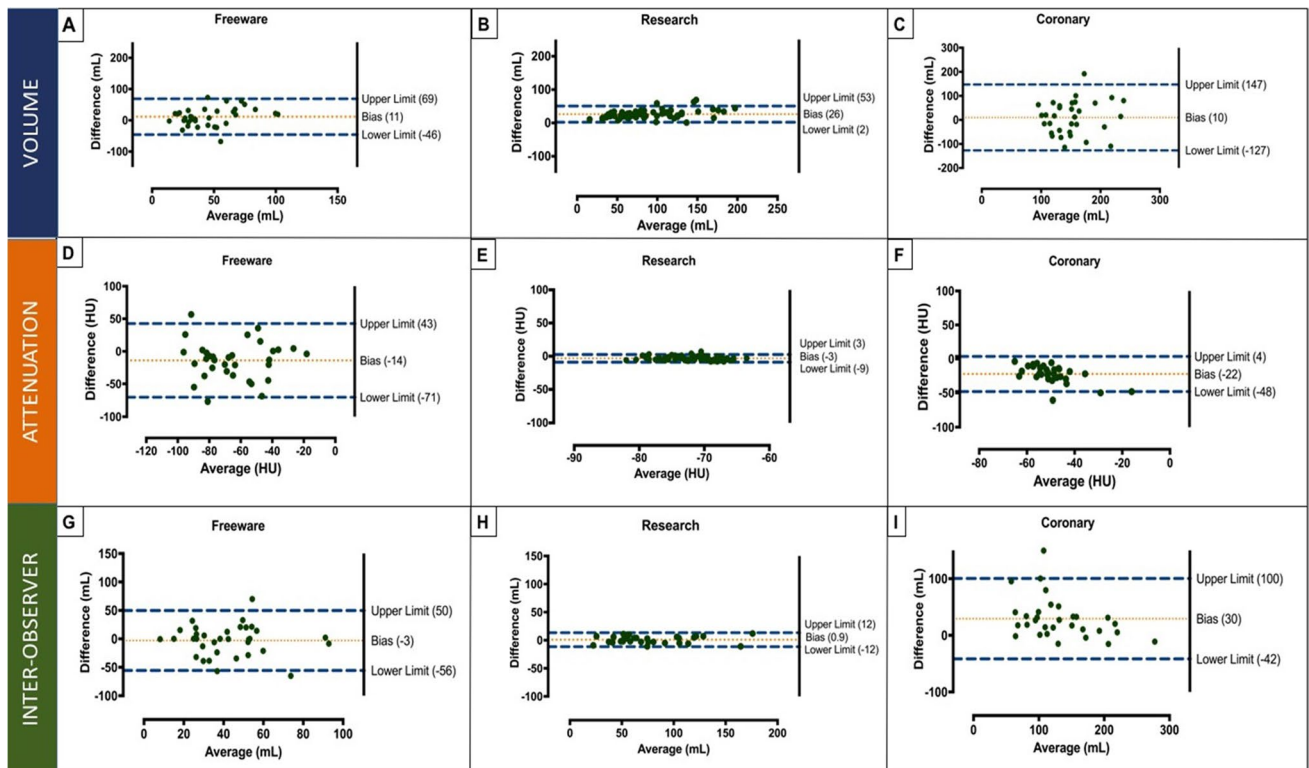 VOLUME
A
Freeware
Difference (mL)
200
100
0
-100
Upper Limit (69)
Bias (11)
Lower Limit (-46)
0 50 100 150
Average (mL)
B
Research
Difference (mL)
200
100
0
-100
Upper Limit (53)
Bias (26)
Lower Limit (2)
0 50 100 150 200 250
Average (mL)
C
Coronary
Difference (mL)
300
200
100
0
-100
-200
Upper Limit (147)
Bias (10)
Lower Limit (-127)
0 100 200 300
Average (mL)
ATTENUATION
D
Freeware
Difference (HU)
100
50
0
-50
-100
Upper Limit (43)
Bias (-14)
Lower Limit (-71)
-120 -100 -80 -60 -40 -20 0
Average (HU)
E
Research
Difference (HU)
100
50
0
-50
-100
Upper Limit (3)
Bias (-3)
Lower Limit (-9)
-90 -80 -70 -60
Average (HU)
F
Coronary
Difference (HU)
100
50
0
-50
-100
Upper Limit (4)
Bias (-22)
Lower Limit (-48)
-80 -60 -40 -20 0
Average (HU)
INTER-OBSERVER
G
Freeware
Difference (mL)
150
100
50
0
-50
-100
Upper Limit (50)
Bias (-3)
Lower Limit (-56)
0 20 40 60 80 100
Average (mL)
H
Research
Difference (mL)
150
100
50
0
-50
-100
Upper Limit (12)
Bias (0.9)
Lower Limit (-12)
0 50 100 150 200
Average (mL)
I
Coronary
Difference (mL)
100
0
-100
Upper Limit (100)
Bias (30)
Lower Limit (-42)
0 100 200 300
Average (mL)